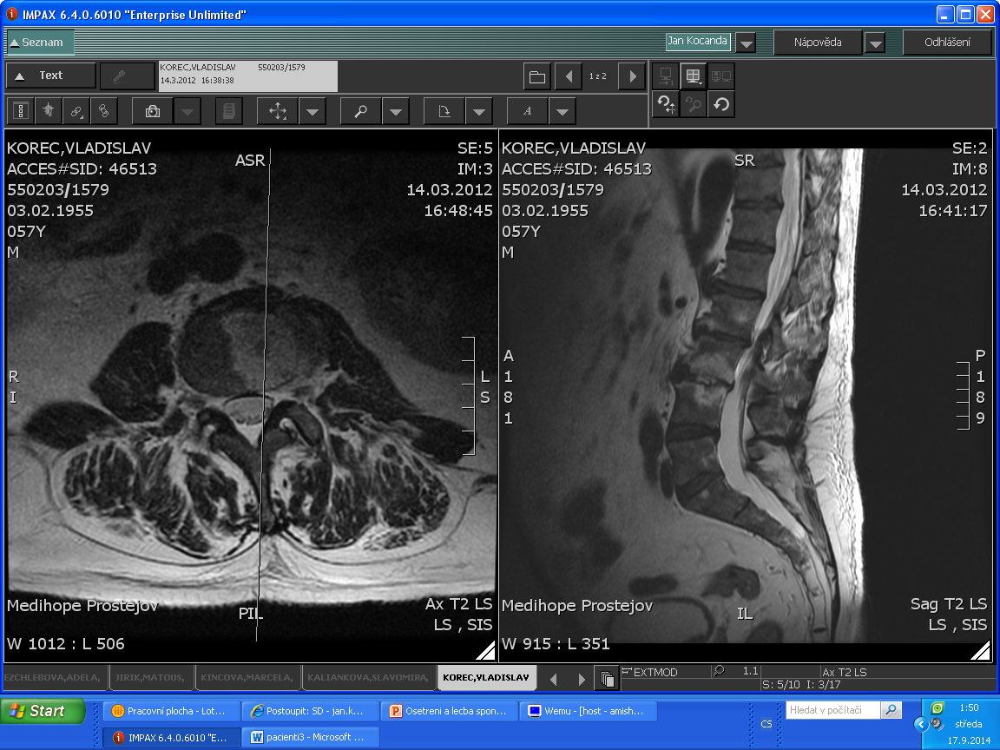 IMPAX 6.4.0.6010 "Enterprise Unlimited"
Seznam
Jan Kocanda
Nápověda
Odhlášení
Text
KOREC,VLADISLAV 550203/1579
14.3.2012 16:38:38
1 z 2
A
KOREC,VLADISLAV
ACCES#SID: 46513
550203/1579
03.02.1955
057Y
M
ASR
SE:5
IM:3
14.03.2012
16:48:45
R
I
L
S
Medihope Prostejov
PIL
Ax T2 LS
LS , SIS
W 1012 : L 506
KOREC,VLADISLAV
ACCES#SID: 46513
550203/1579
03.02.1955
057Y
M
SR
SE:2
IM:8
14.03.2012
16:41:17
A
1
8
1
P
1
8
9
Medihope Prostejov
IL
Sag T2 LS
LS , SIS
W 915 : L 351
EZCHLEBOVA,ADELA,
JIRIK,MATOUS,
KINCOVA,MARCELA,
KALIANKOVA,SLAVOMIRA,
KOREC,VLADISLAV
EXTMOD
1.1
Ax T2 LS
S: 5/10 I: 3/17
Start
Pracovní plocha - Lot...
Postoupit: SD - jan.k...
Osetreni a lecba spon...
Wemu - [host - amish...
IMPAX 6.4.0.6010 "E...
pacienti3 - Microsoft ...
CS
Hledat v počítači
1:50
středa
17.9.2014